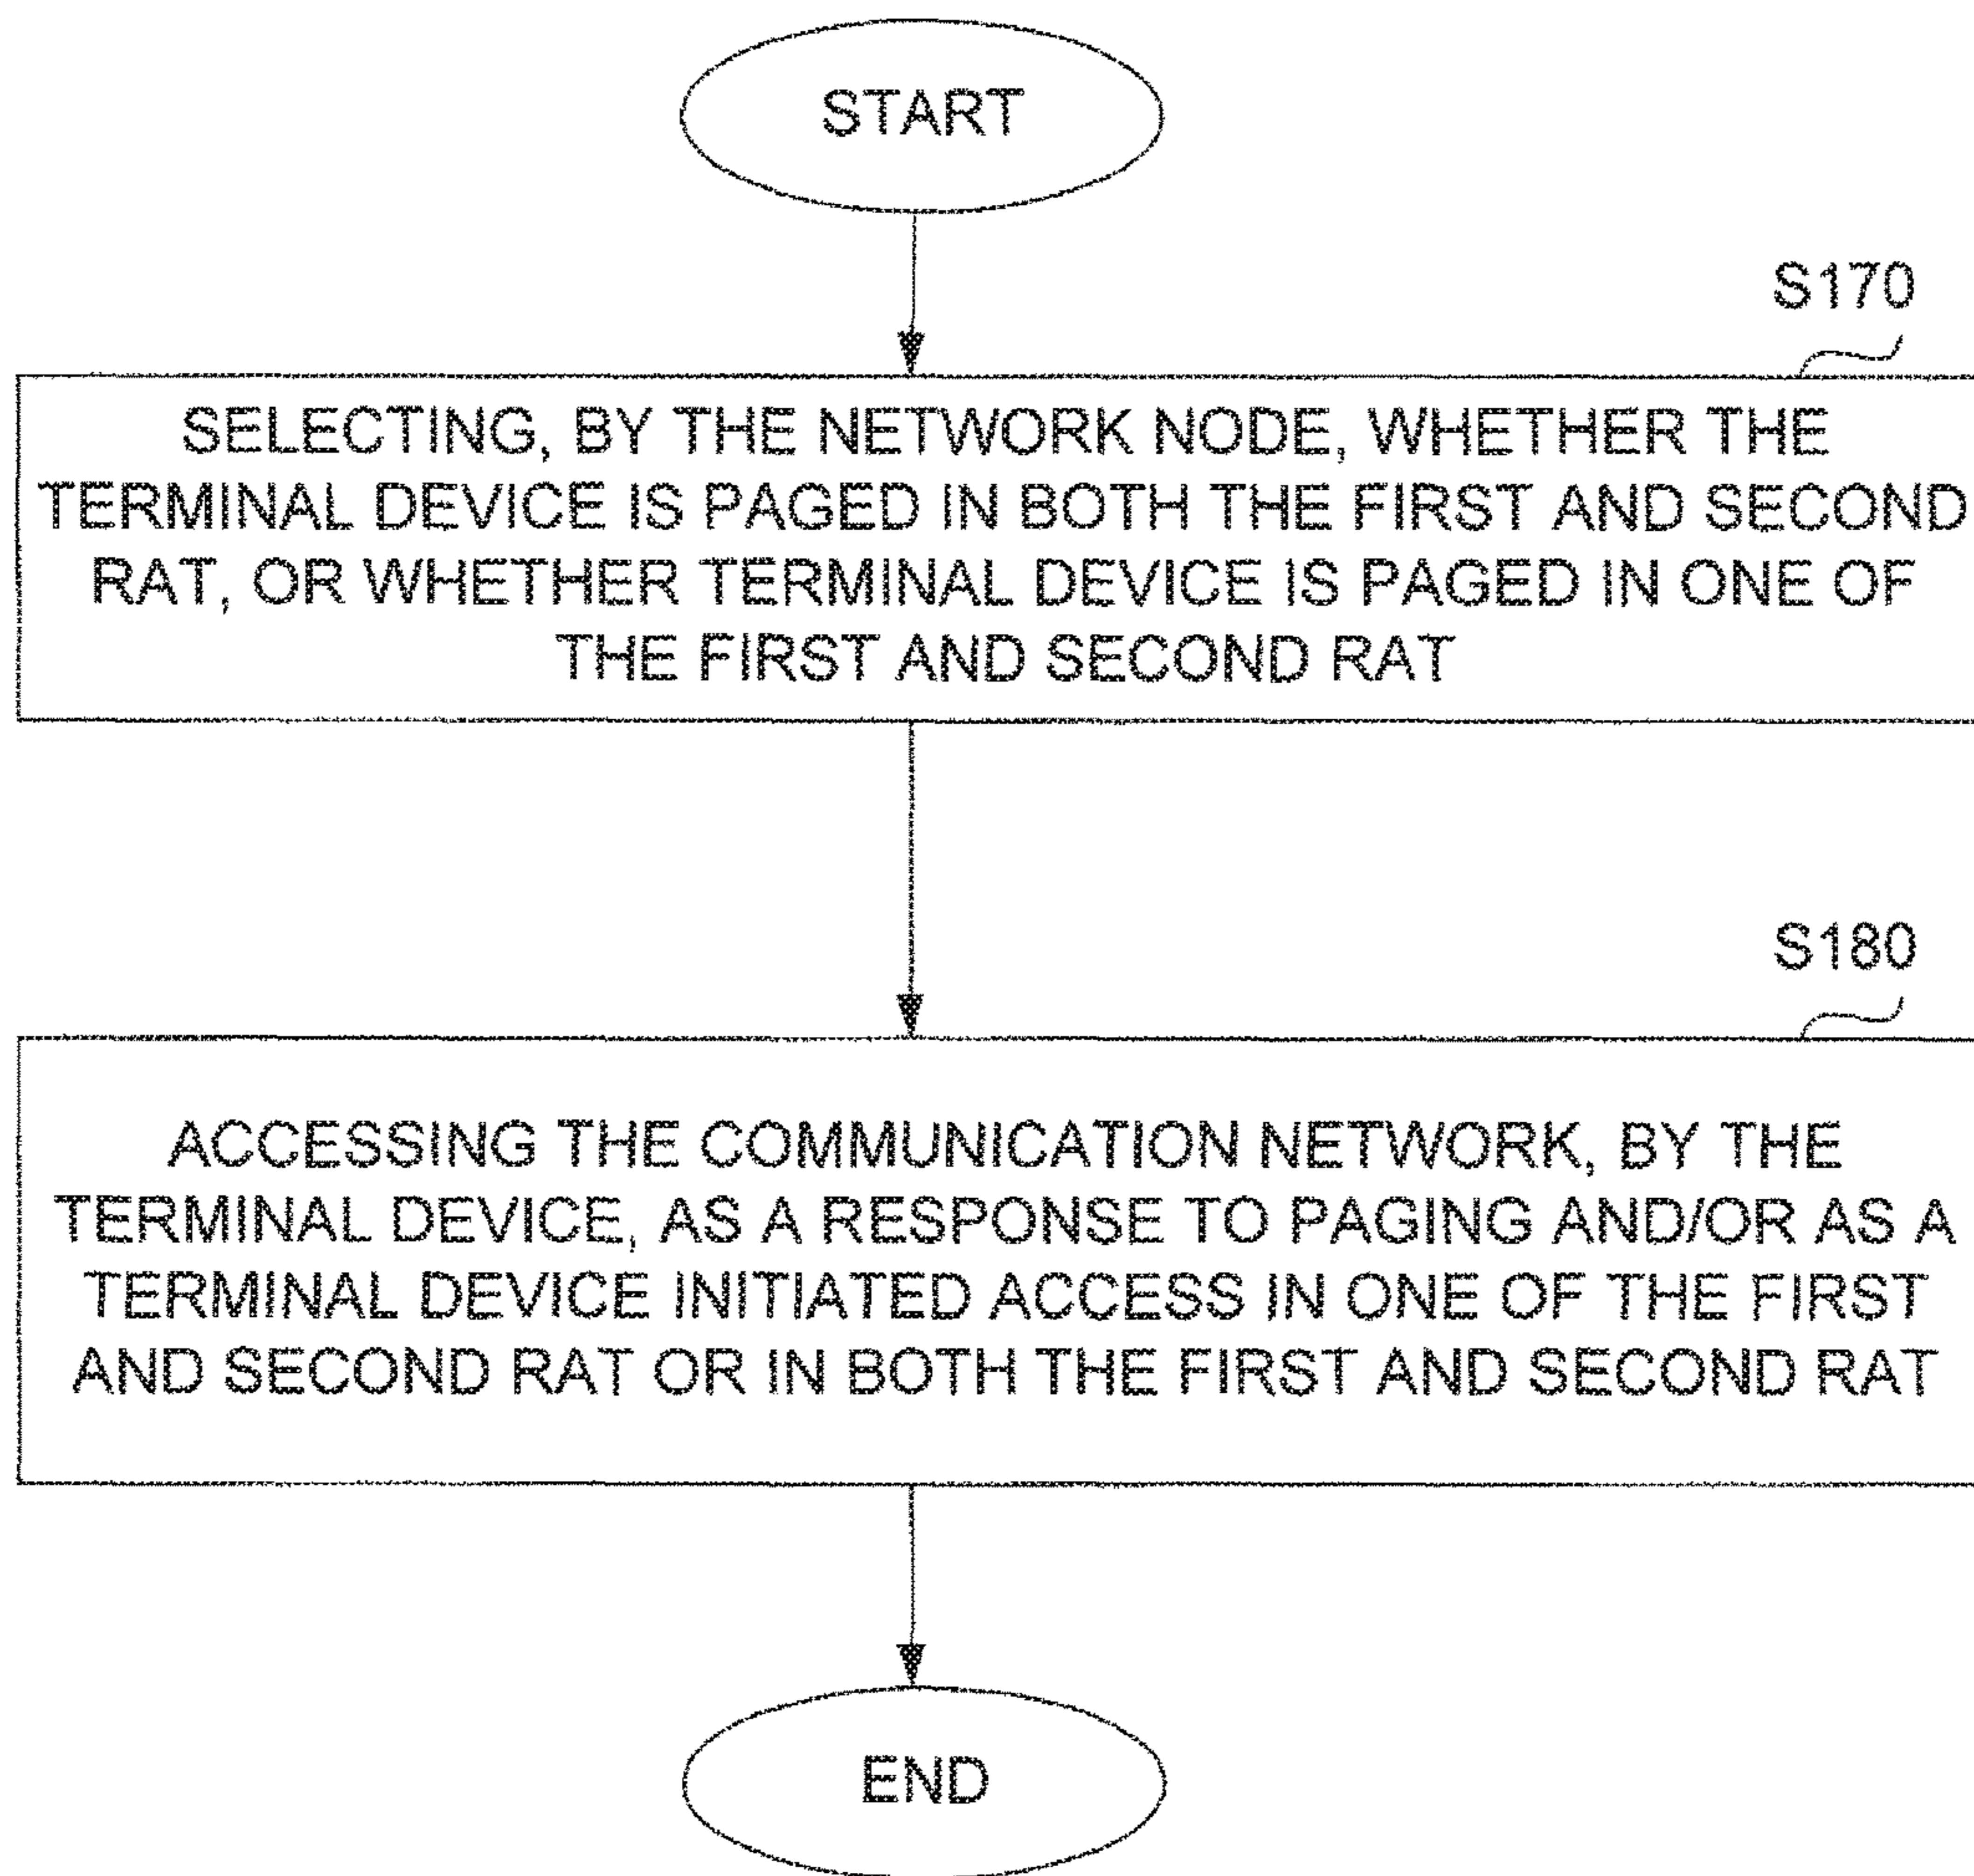 START
S170
SELECTING, BY THE NETWORK NODE, WHETHER THE
TERMINAL DEVICE IS PAGED IN BOTH THE FIRST AND SECOND
RAT, OR WHETHER TERMINAL DEVICE IS PAGED IN ONE OF
THE FIRST AND SECOND RAT
S180
ACCESSING THE COMMUNICATION NETWORK, BY THE
TERMINAL DEVICE, AS A RESPONSE TO PAGING AND/OR AS A
TERMINAL DEVICE INITIATED ACCESS IN ONE OF THE FIRST
AND SECOND RAT OR IN BOTH THE FIRST AND SECOND RAT
END